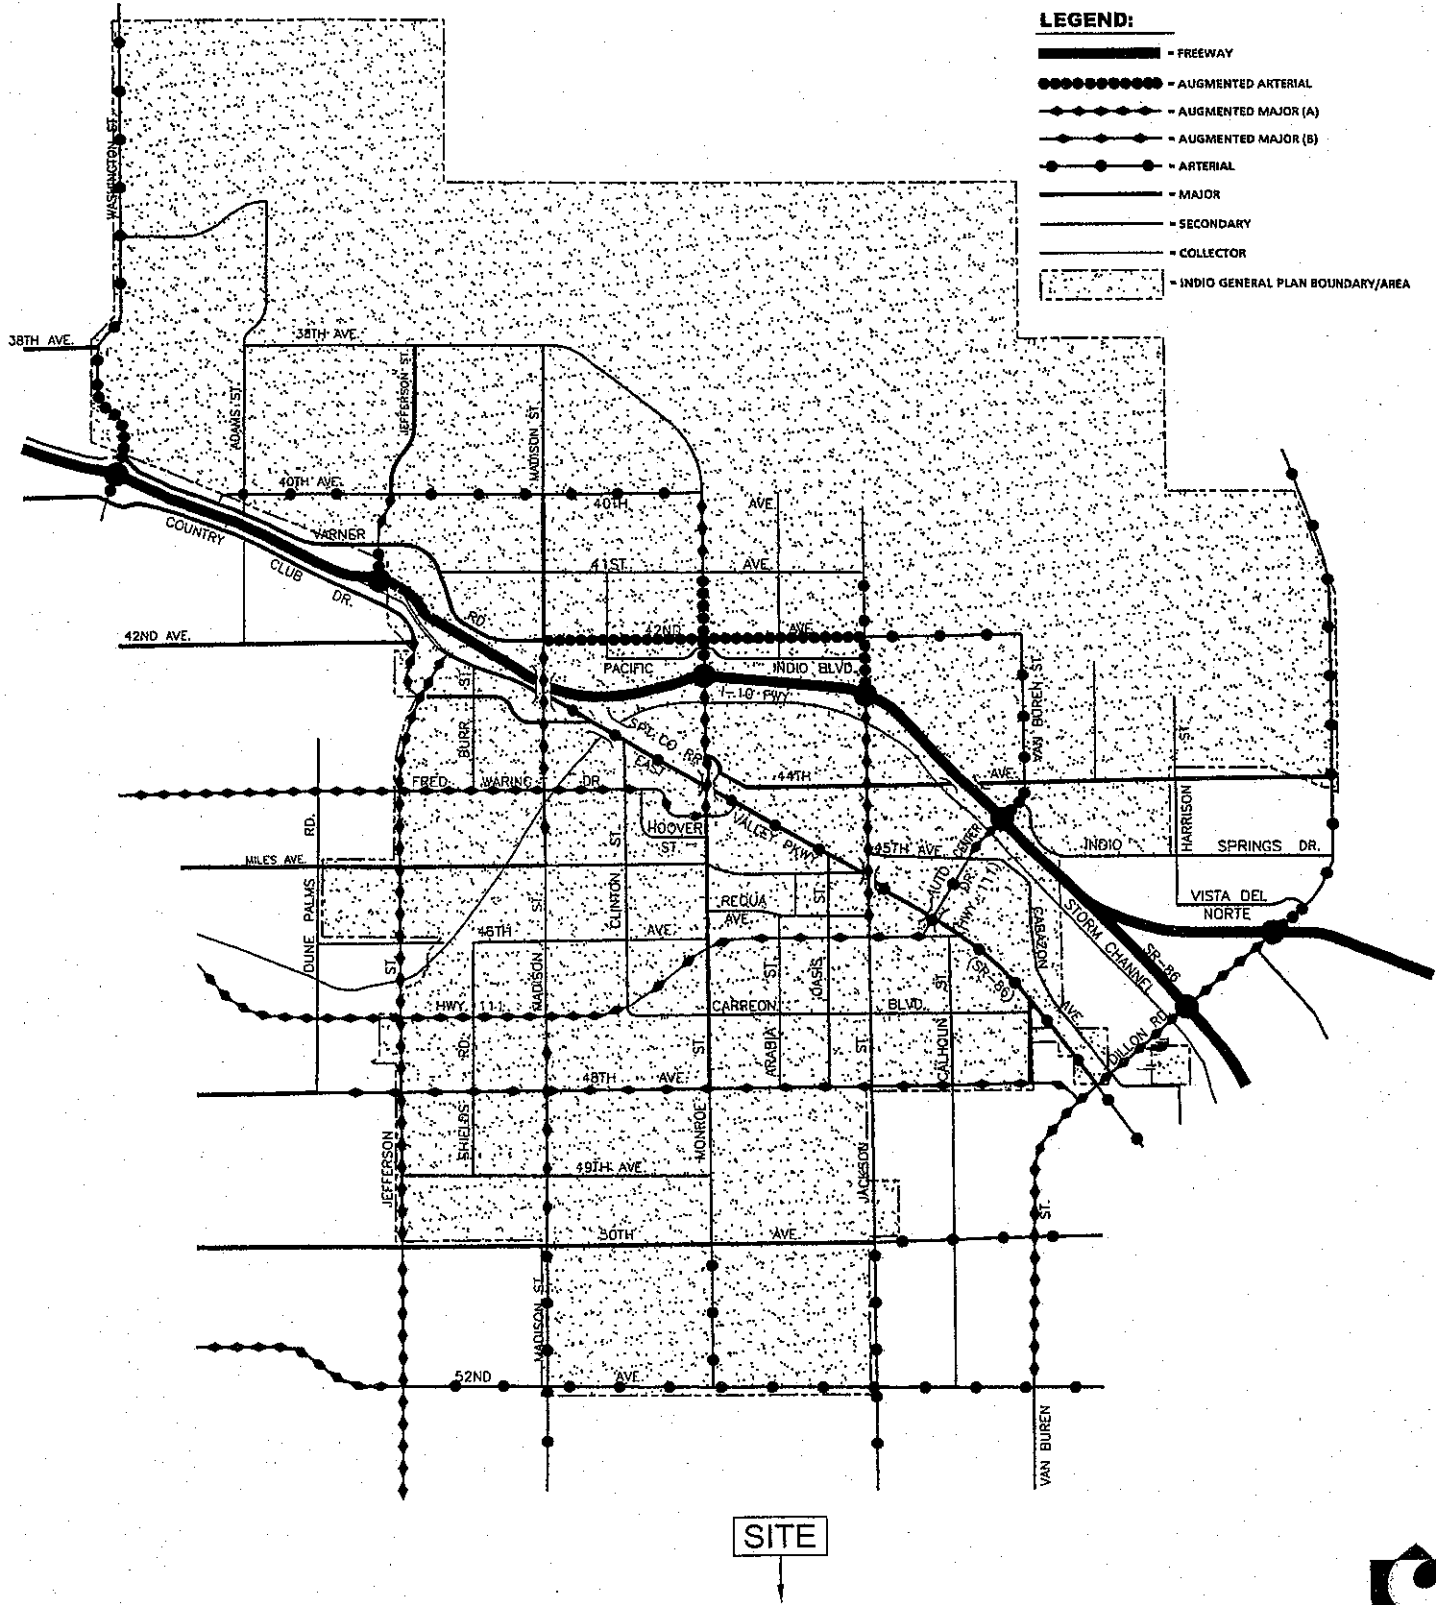 LEGEND:
= FREEWAY
= AUGMENTED ARTERIAL
= AUGMENTED MAJOR (A)
= AUGMENTED MAJOR (B)
= ARTERIAL
= MAJOR
= SECONDARY
= COLLECTOR
= INDIO GENERAL PLAN BOUNDARY/AREA
WASHINGTON ST.
38TH AVE.
38TH AVE.
ADAMS ST.
JEFFERSON ST.
MADISON ST.
40TH AVE.
40TH AVE.
COUNTRY CLUB DR.
VARNER RD.
41ST. AVE.
42ND AVE.
42ND AVE.
PACIFIC
INDIO BLVD.
I-10 FWY
VAN BUREN ST.
BURR ST.
SPT. CO RR
EAST VALLEY PKWY
44TH AVE.
FRED WARING DR.
HARRISON ST.
HOOVER ST.
INDIO SPRINGS DR.
MILES AVE.
DUNE PALMS RD.
CLINTON ST.
45TH AVE.
AUTO CENTER DR.
(HWY 111)
REQUA AVE.
VISTA DEL NORTE
46TH AVE.
MADISON ST.
OASIS ST.
CABAZON AVE.
STORM CHANNEL
SR-86
(SR-86)
HWY. 111
CARREON BLVD.
ARABIA ST.
CALHOUN ST.
DILLON RD.
48TH AVE.
SHIELDS RD.
JEFFERSON ST.
MONROE ST.
JACKSON ST.
49TH AVE.
50TH AVE.
MADISON ST.
52ND AVE.
VAN BUREN ST.
SITE